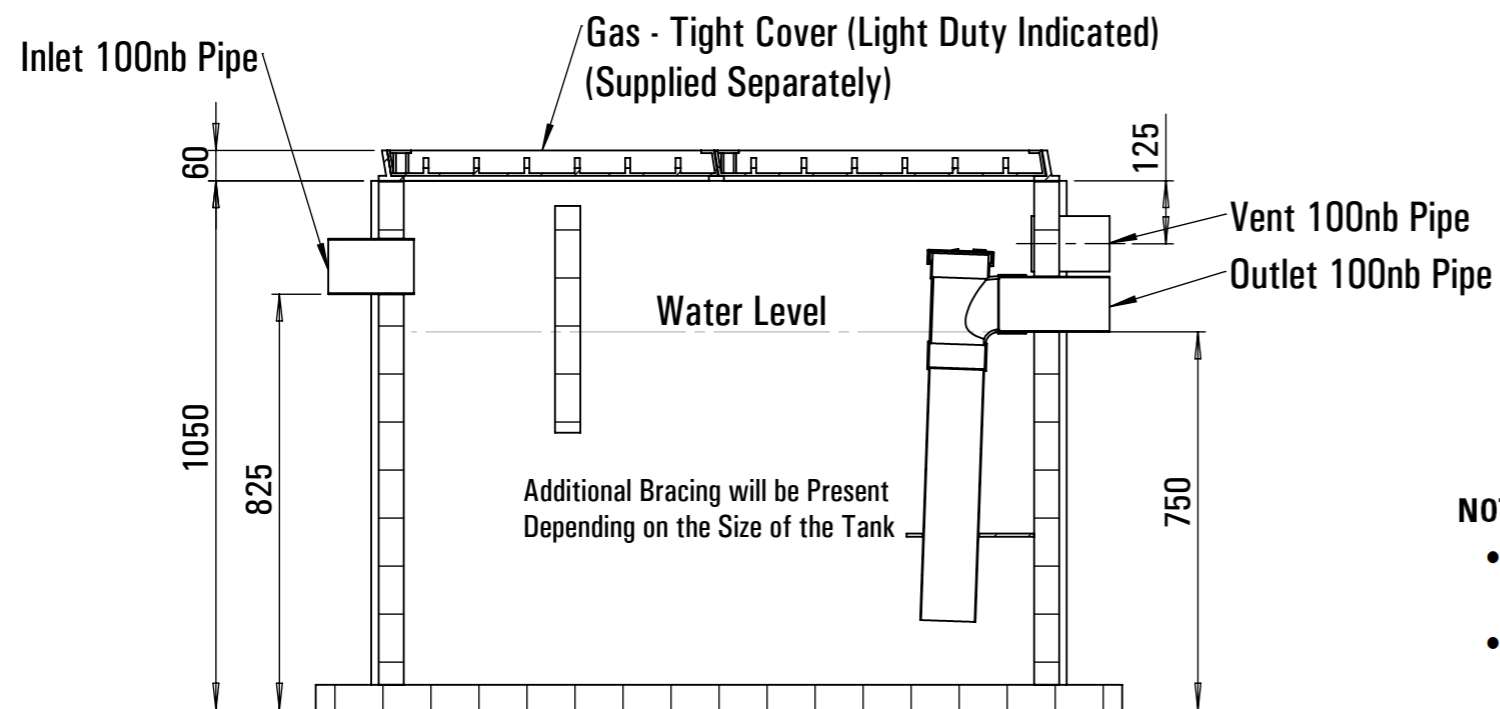 Gas - Tight Cover (Light Duty Indicated)
(Supplied Separately)
Inlet 100nb Pipe
60
125
Vent 100nb Pipe
Outlet 100nb Pipe
Water Level
1050
825
750
Additional Bracing will be Present
Depending on the Size of the Tank
•
•